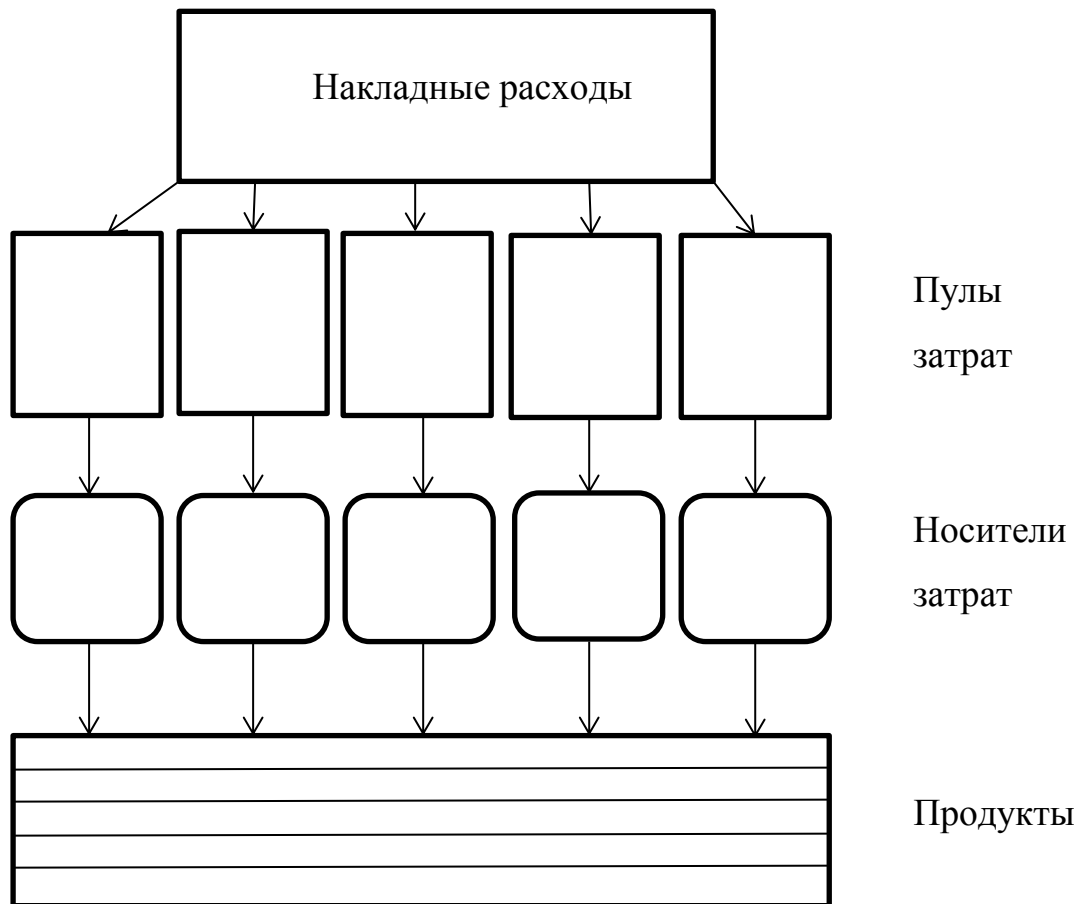 Накладные расходы
Пулы
затрат
Носители
затрат
Продукты